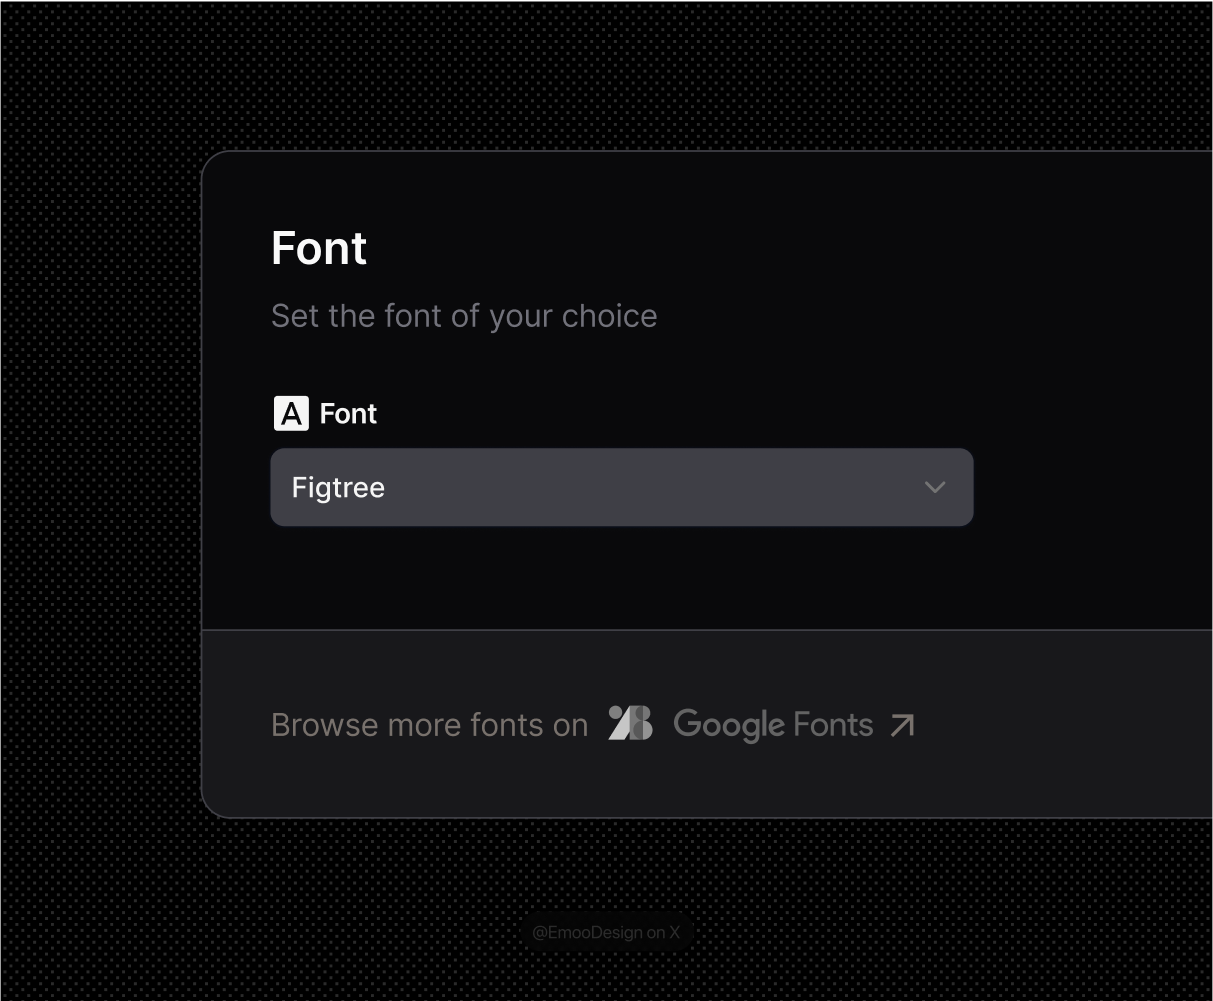 Font
Set the font of your choice
A Font
Figtree
Browse more fonts on Google Fonts
@EmooDesign on X